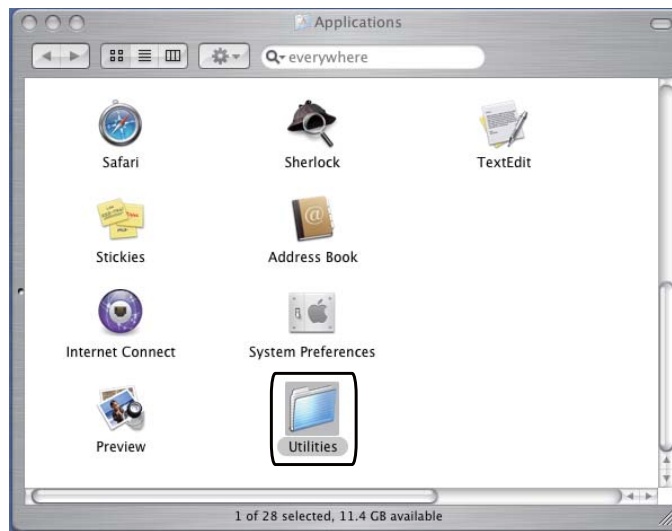 Applications
everywhere
Safari
Sherlock
TextEdit
Stickies
Address Book
Internet Connect
System Preferences
Preview
Utilities
1 of 28 selected, 11.4 GB available